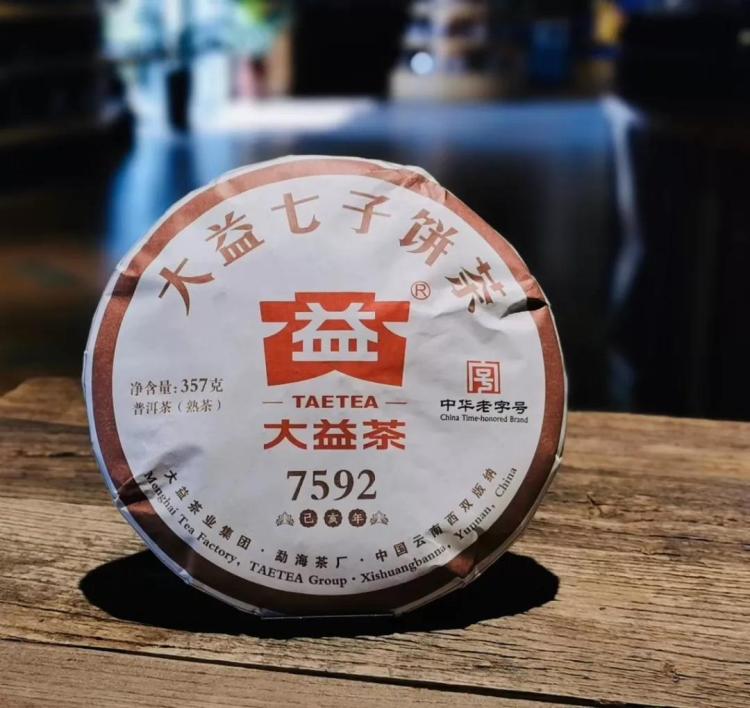 大益七子饼茶
益
®
TAETEA
大益茶
7592
己亥年
净含量:357克
普洱茶(熟茶)
中华老字号
China Time-honored Brand
大益茶业集团·勐海茶厂·中国云南西双版纳
Menghai Tea Factory, TAETEA Group·Xishuangbanna, Yunnan, China